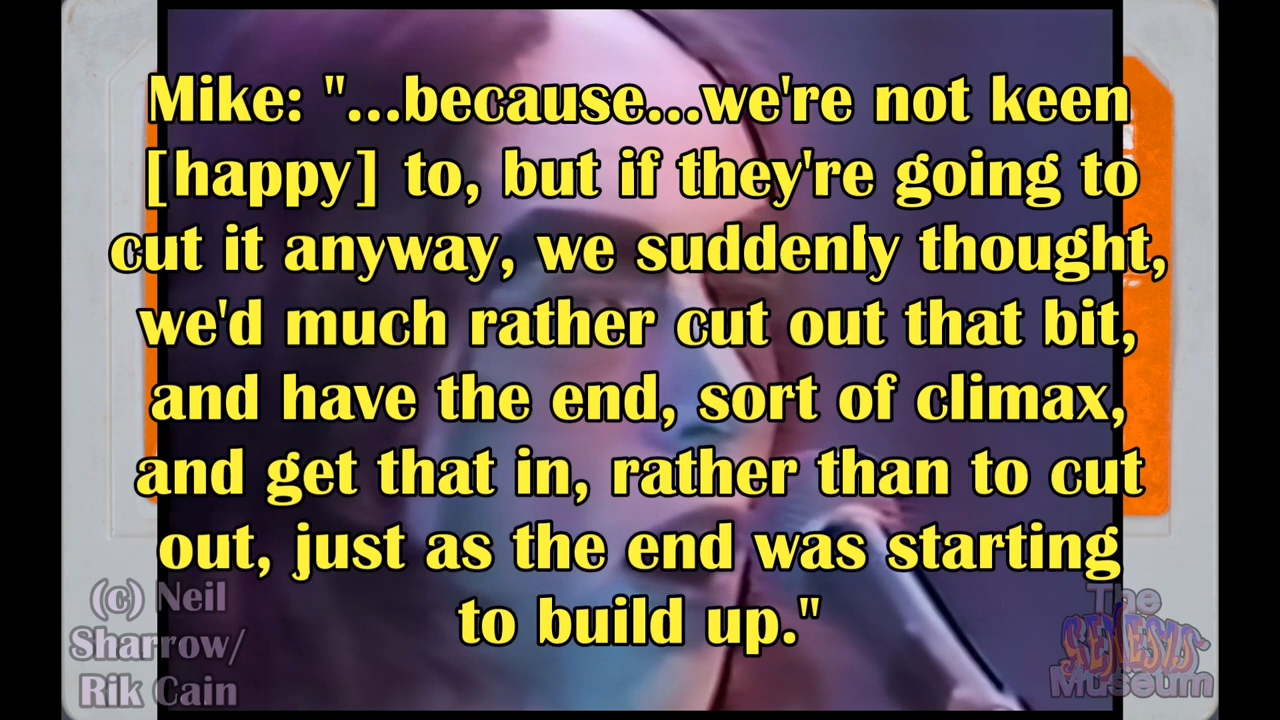 Mike: "...because...we're not keen
[happy] to, but if they're going to
cut it anyway, we suddenly thought,
we'd much rather cut out that bit,
and have the end, sort of climax,
and get that in, rather than to cut
out, just as the end was starting
to build up."
(c) Neil
Sharrow/
Rik Cain
The
GENESIS
Museum